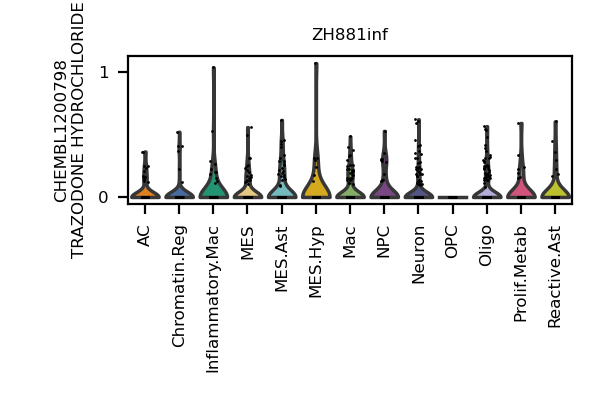 ZH881inf
CHEMBL1200798
TRAZODONE HYDROCHLORIDE
1
0
AC
Chromatin.Reg
Inflammatory.Mac
MES
MES.Ast
MES.Hyp
Mac
NPC
Neuron
OPC
Oligo
Prolif.Metab
Reactive.Ast